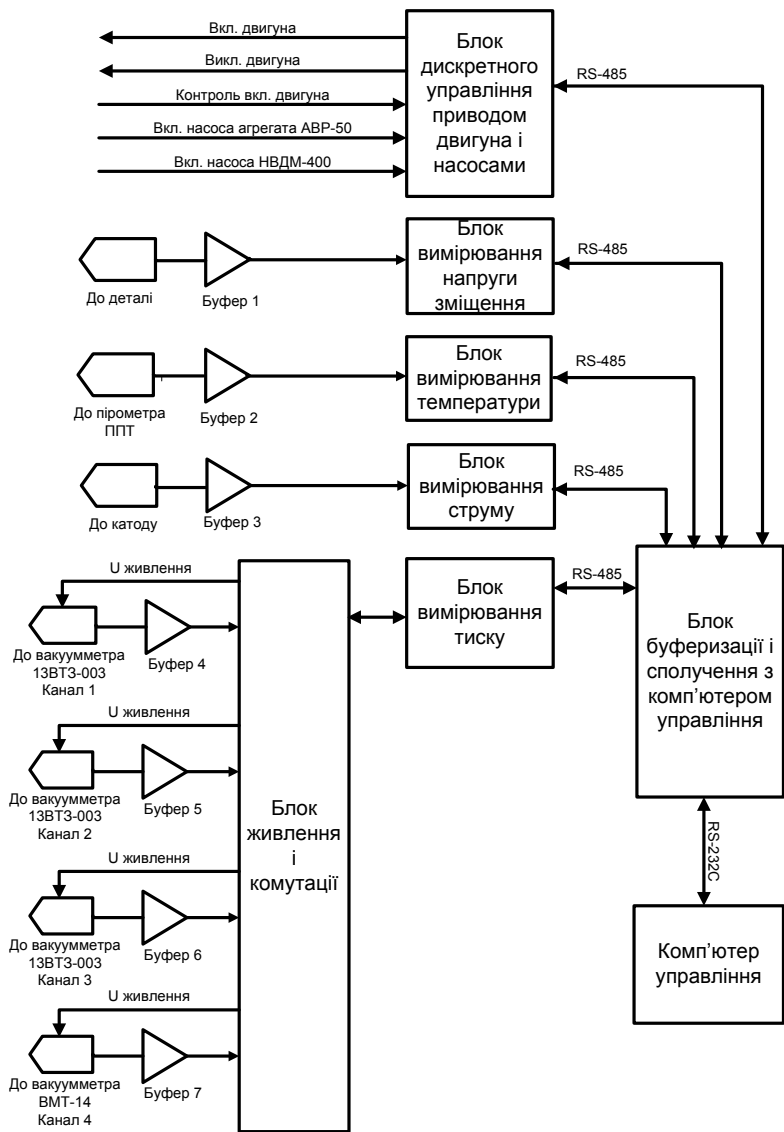 Вкл. двигуна
Викл. двигуна
Контроль вкл. двигуна
Вкл. насоса агрегата АВР-50
Вкл. насоса НВДМ-400
Блок
дискретного
управління
приводом
двигуна і
насосами
RS-485
До деталі
Буфер 1
Блок
вимірювання
напруги
зміщення
RS-485
До пірометра
ППТ
Буфер 2
Блок
вимірювання
температури
RS-485
До катоду
Буфер 3
Блок
вимірювання
струму
RS-485
U живлення
До вакуумметра
13ВТ3-003
Канал 1
Буфер 4
U живлення
До вакуумметра
13ВТ3-003
Канал 2
Буфер 5
U живлення
До вакуумметра
13ВТ3-003
Канал 3
Буфер 6
U живлення
До вакуумметра
ВМТ-14
Канал 4
Буфер 7
Блок
живлення
і
комутації
Блок
вимірювання
тиску
RS-485
Блок
буферизації і
сполучення з
комп’ютером
управління
RS-232C
Комп’ютер
управління